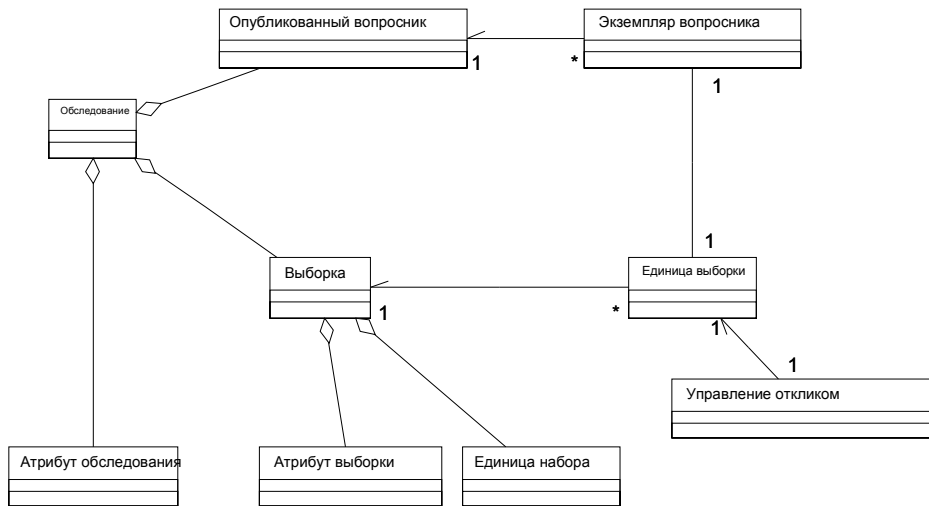 Опубликованный вопросник
Экземпляр вопросника
1
*
1
Обследование
1
Выборка
Единица выборки
1
*
1
1
Управление откликом
Атрибут обследования
Атрибут выборки
Единица набора